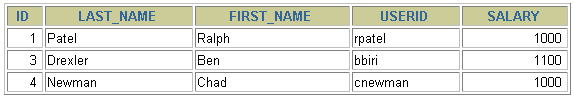 ID LAST_NAME FIRST_NAME USERID SALARY
1 Patel Ralph rpatel 1000
3 Drexler Ben bbiri 1100
4 Newman Chad cnewman 1000